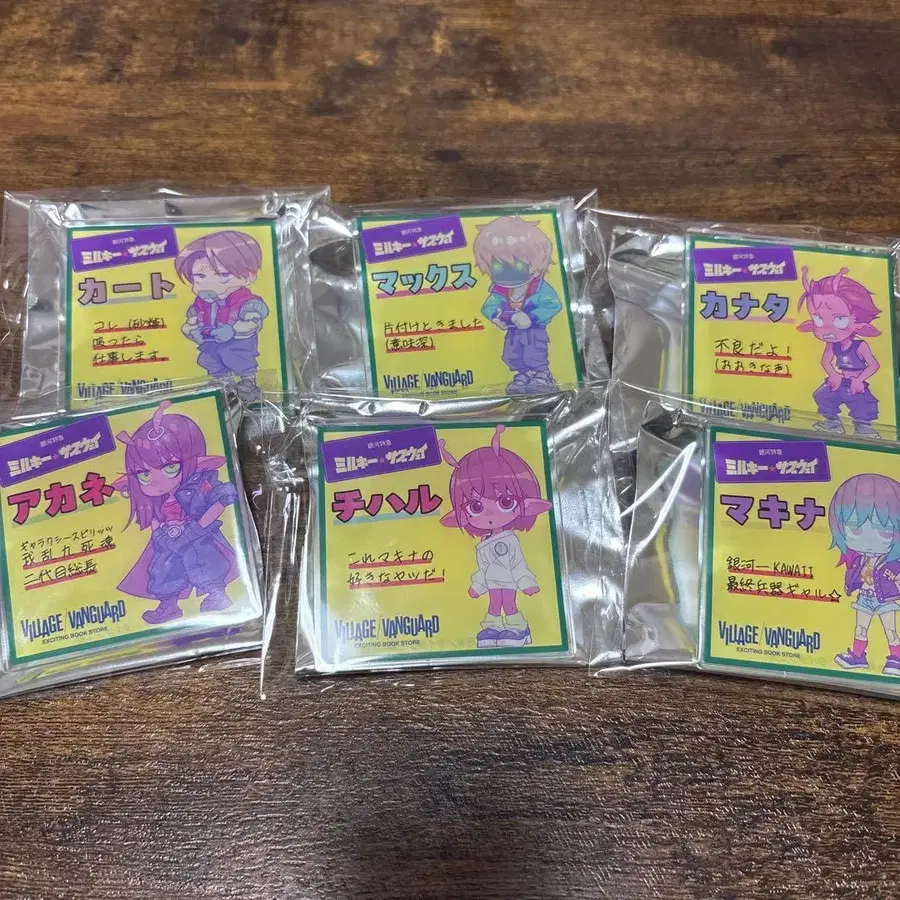 銀河特急
ミルキー☆サブウェイ
カート
コレ(砂糖)
吸ったら
仕事します。
VILLAGE/VANGUARD
銀河特急
ミルキー☆サブウェイ
マックス
片付けときました
(意味深)
VILLAGE/VANGUARD
銀河特急
ミルキー☆サブウェイ
カナタ
不良だよ!
(おおきな声)
VILLAGE/VANGUARD
銀河特急
ミルキー☆サブウェイ
アカネ
ギャラクシースピリッツ
我乱九死魂
二代目総長
VILLAGE/VANGUARD
EXCITING BOOK STORE
銀河特急
ミルキー☆サブウェイ
チハル
これマキナの
好きなヤツだ!
VILLAGE/VANGUARD
EXCITING BOOK STORE
銀河特急
ミルキー☆サブウェイ
マキナ
銀河一KAWAII
最終兵器ギャル☆
VILLAGE/VANGUARD
EXCITING BOOK STORE